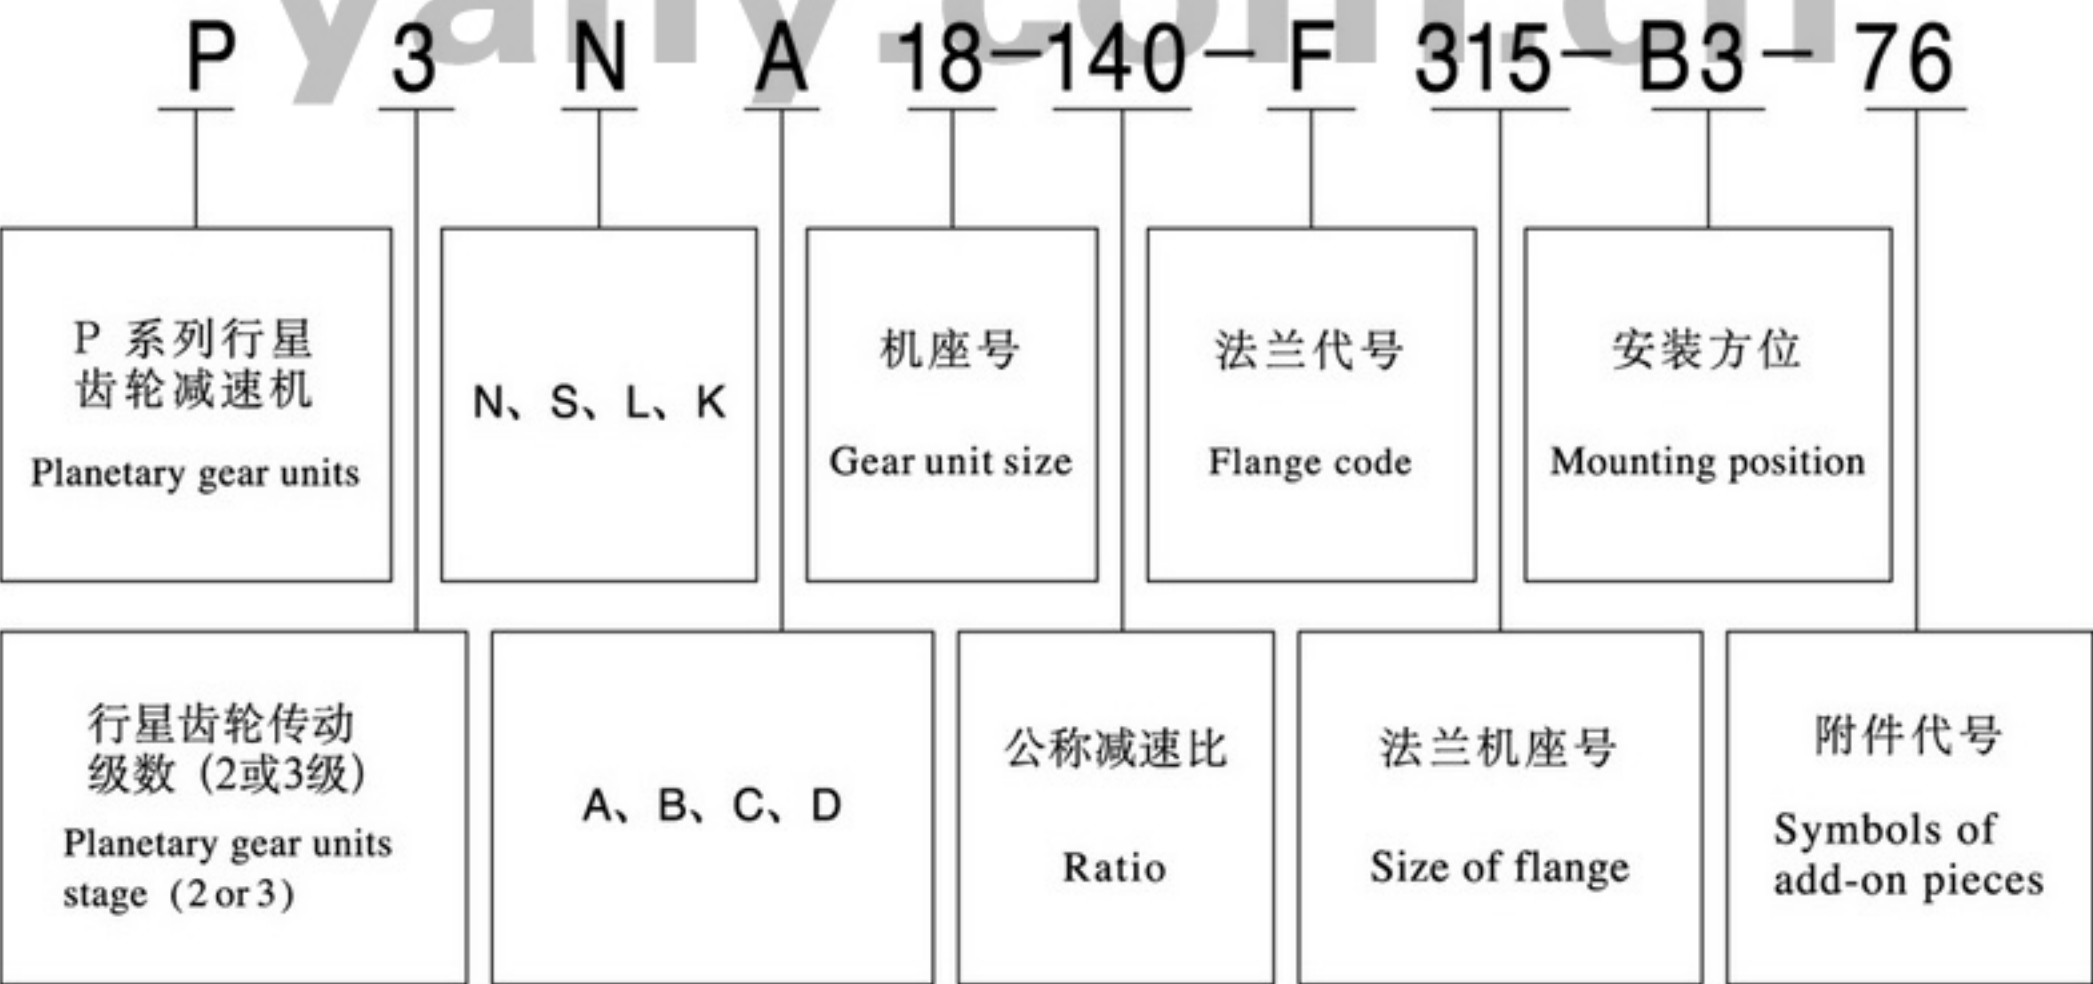 P 3 N A 18-140-F 315-B3-76
P 系列行星
齿轮减速机
Planetary gear units
N、S、L、K
机座号
Gear unit size
法兰代号
Flange code
安装方位
Mounting position
行星齿轮传动
级数 (2或3级)
Planetary gear units
stage (2 or 3)
A、B、C、D
公称减速比
Ratio
法兰机座号
Size of flange
附件代号
Symbols of
add-on pieces